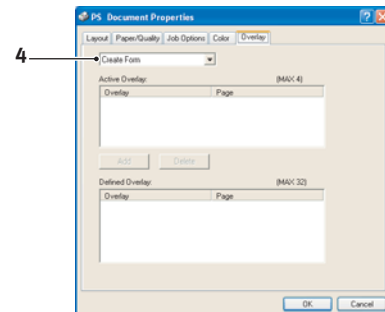 PS Document Properties
Layout Paper/Quality Job Options Color Overlay
4
Create Form
Active Overlay: (MAX 4)
Overlay Page
Add Delete
Defined Overlay: (MAX 32)
Overlay Page
OK Cancel